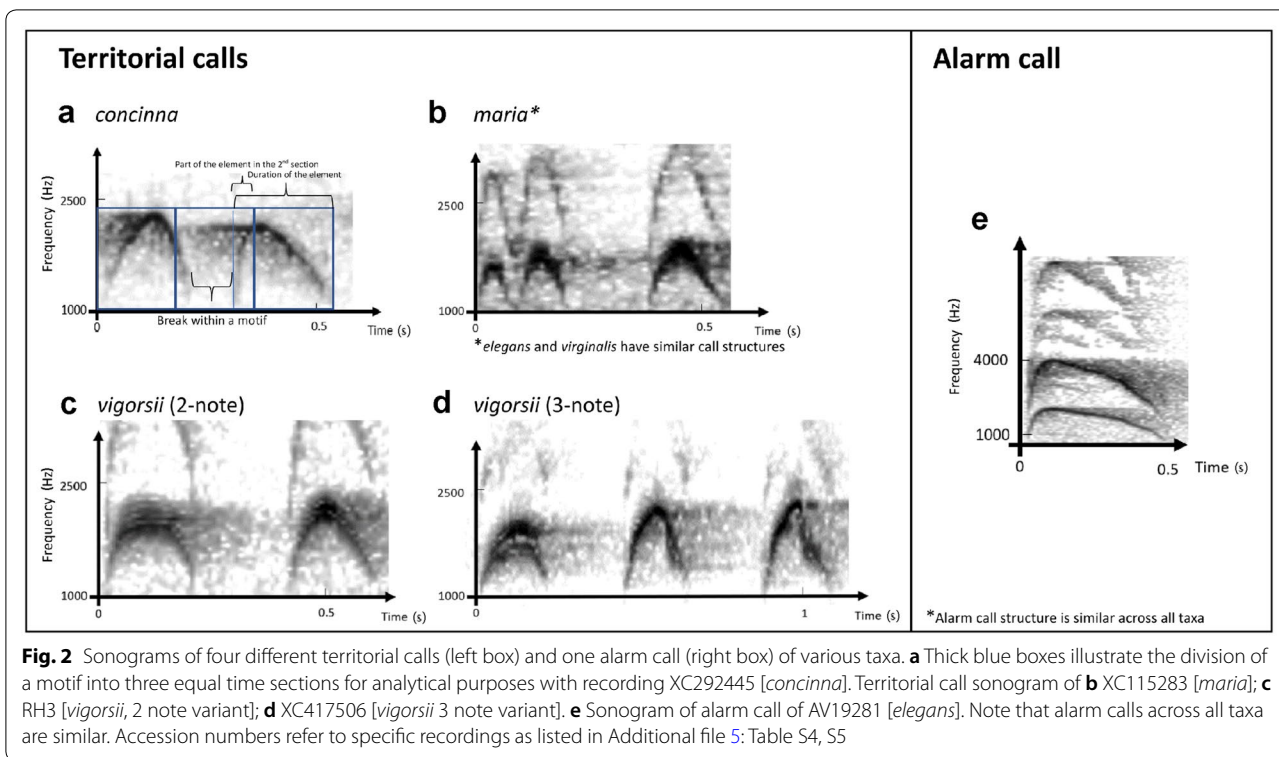 Territorial calls
a concinna
Part of the element in the 2nd section
Duration of the element
Frequency (Hz)
2500
1000
0
Break within a motif
0.5
Time (s)
b maria*
2500
1000
0
0.5
Time (s)
*elegans and virginalis have similar call structures
c vigorsii (2-note)
Frequency (Hz)
2500
1000
0
0.5
Time (s)
d vigorsii (3-note)
2500
1000
0
1
Time (s)
Alarm call
e
Frequency (Hz)
4000
1000
0
0.5
Time (s)
*Alarm call structure is similar across all taxa
Fig. 2 Sonograms of four different territorial calls (left box) and one alarm call (right box) of various taxa. a Thick blue boxes illustrate the division of
a motif into three equal time sections for analytical purposes with recording XC292445 [concinna]. Territorial call sonogram of b XC115283 [maria]; c
RH3 [vigorsii, 2 note variant]; d XC417506 [vigorsii 3 note variant]. e Sonogram of alarm call of AV19281 [elegans]. Note that alarm calls across all taxa
are similar. Accession numbers refer to specific recordings as listed in Additional file 5: Table S4, S5